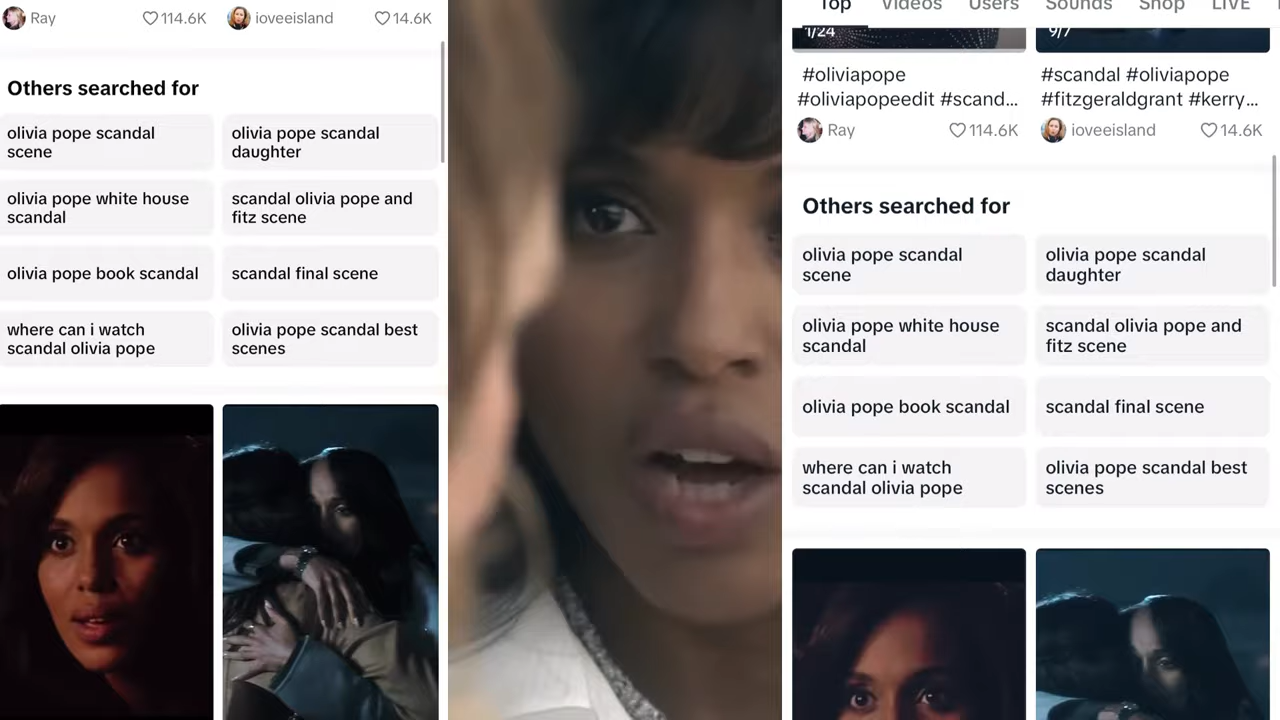 Ray
114.6K
ioveeisland
14.6K
Others searched for
olivia pope scandal
scene
olivia pope scandal
daughter
olivia pope white house
scandal
scandal olivia pope and
fitz scene
olivia pope book scandal
scandal final scene
where can i watch
scandal olivia pope
olivia pope scandal best
scenes
Top
Videos
Users
Sounds
Shop
LIVE
1/24
9/7
#oliviapope
#oliviapopeedit #scand...
#scandal #oliviapope
#fitzgeraldgrant #kerry...
Ray
114.6K
ioveeisland
14.6K
Others searched for
olivia pope scandal
scene
olivia pope scandal
daughter
olivia pope white house
scandal
scandal olivia pope and
fitz scene
olivia pope book scandal
scandal final scene
where can i watch
scandal olivia pope
olivia pope scandal best
scenes